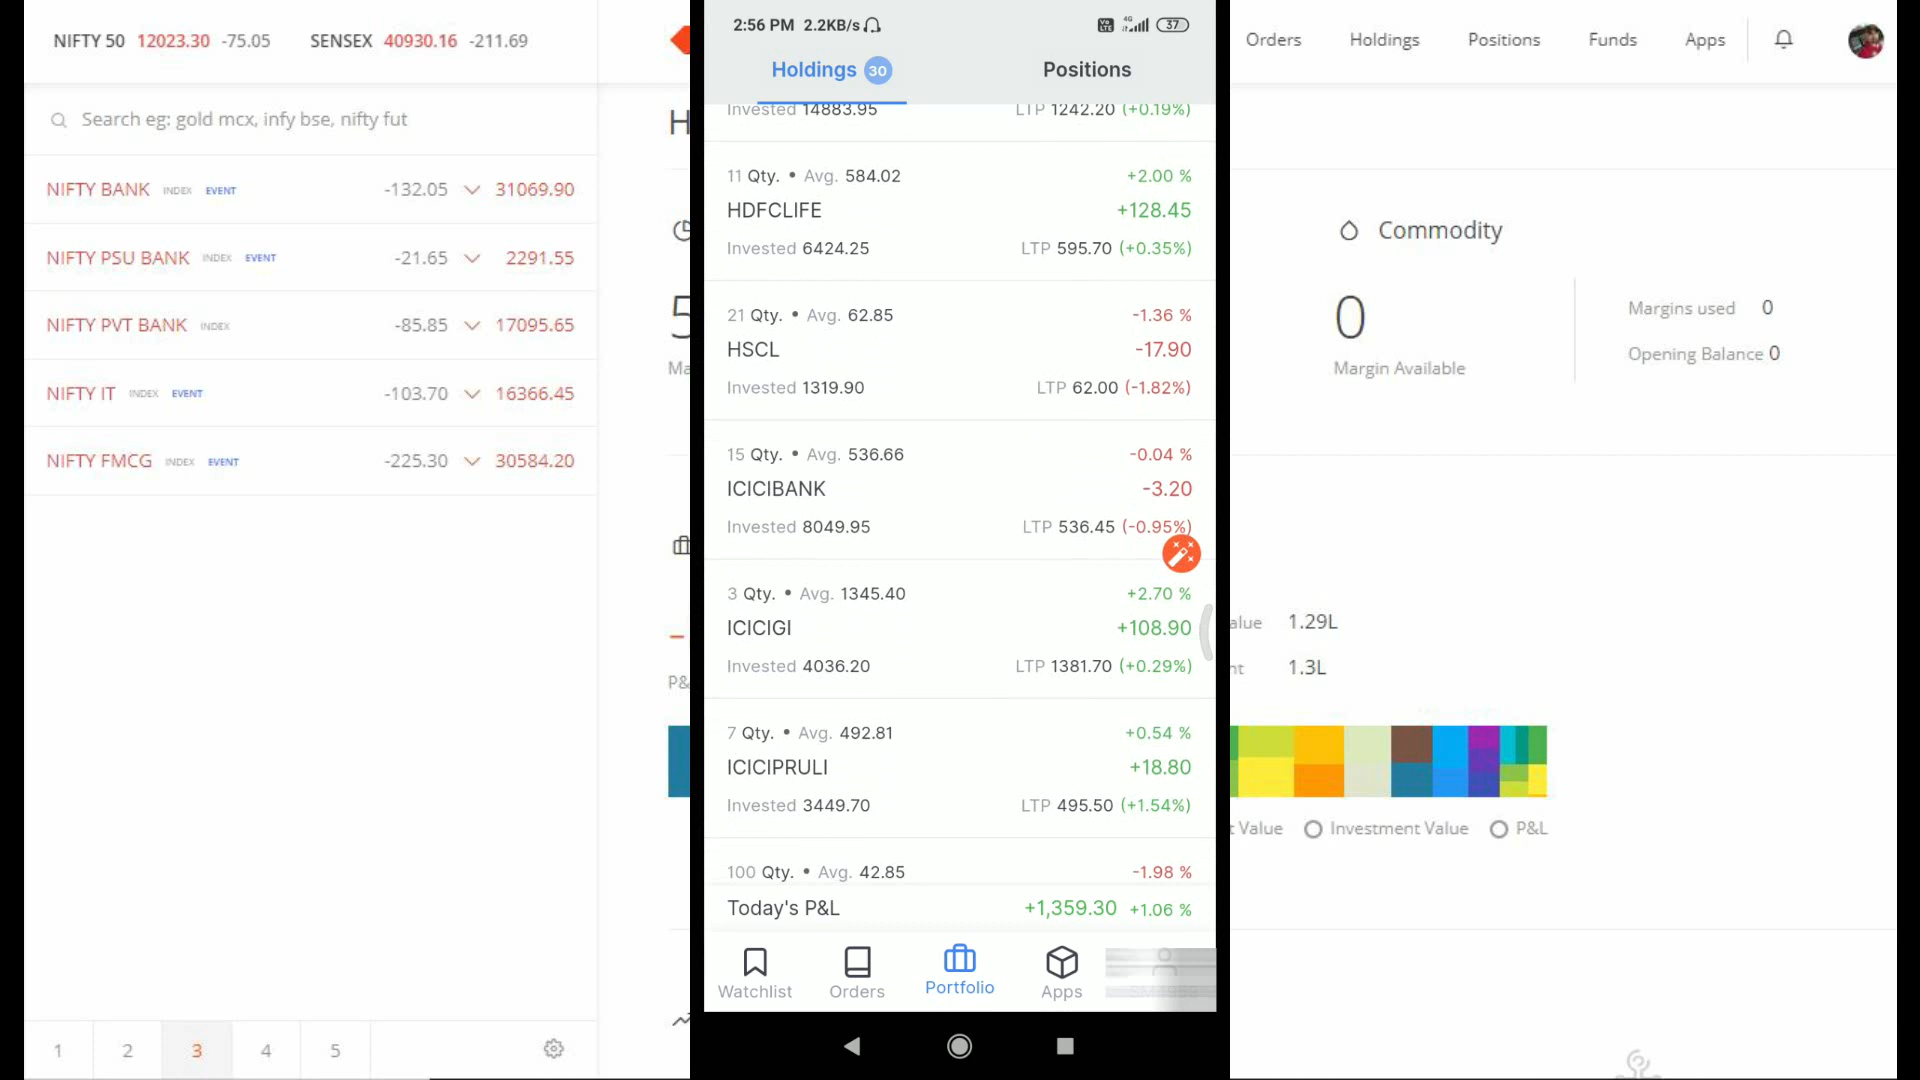 NIFTY 50 12023.30 -75.05 SENSEX 40930.16 -211.69
Search eg: gold mcx, infy bse, nifty fut
NIFTY BANK INDEX EVENT -132.05 31069.90
NIFTY PSU BANK INDEX EVENT -21.65 2291.55
NIFTY PVT BANK INDEX -85.85 17095.65
NIFTY IT INDEX EVENT -103.70 16366.45
NIFTY FMCG INDEX EVENT -225.30 30584.20
1 2 3 4 5
H
5
Ma
P&
2:56 PM 2.2KB/s 4G 37
Holdings 30 Positions
Invested 14883.95 LTP 1242.20 (+0.19%)
11 Qty. • Avg. 584.02 +2.00 %
HDFCLIFE +128.45
Invested 6424.25 LTP 595.70 (+0.35%)
21 Qty. • Avg. 62.85 -1.36 %
HSCL -17.90
Invested 1319.90 LTP 62.00 (-1.82%)
15 Qty. • Avg. 536.66 -0.04 %
ICICIBANK -3.20
Invested 8049.95 LTP 536.45 (-0.95%)
3 Qty. • Avg. 1345.40 +2.70 %
ICICIGI +108.90
Invested 4036.20 LTP 1381.70 (+0.29%)
7 Qty. • Avg. 492.81 +0.54 %
ICICIPRULI +18.80
Invested 3449.70 LTP 495.50 (+1.54%)
100 Qty. • Avg. 42.85 -1.98 %
Today's P&L +1,359.30 +1.06 %
Watchlist Orders Portfolio Apps
Orders Holdings Positions Funds Apps
Commodity
0
Margin Available
Margins used 0
Opening Balance 0
alue 1.29L
nt 1.3L
t Value Investment Value P&L